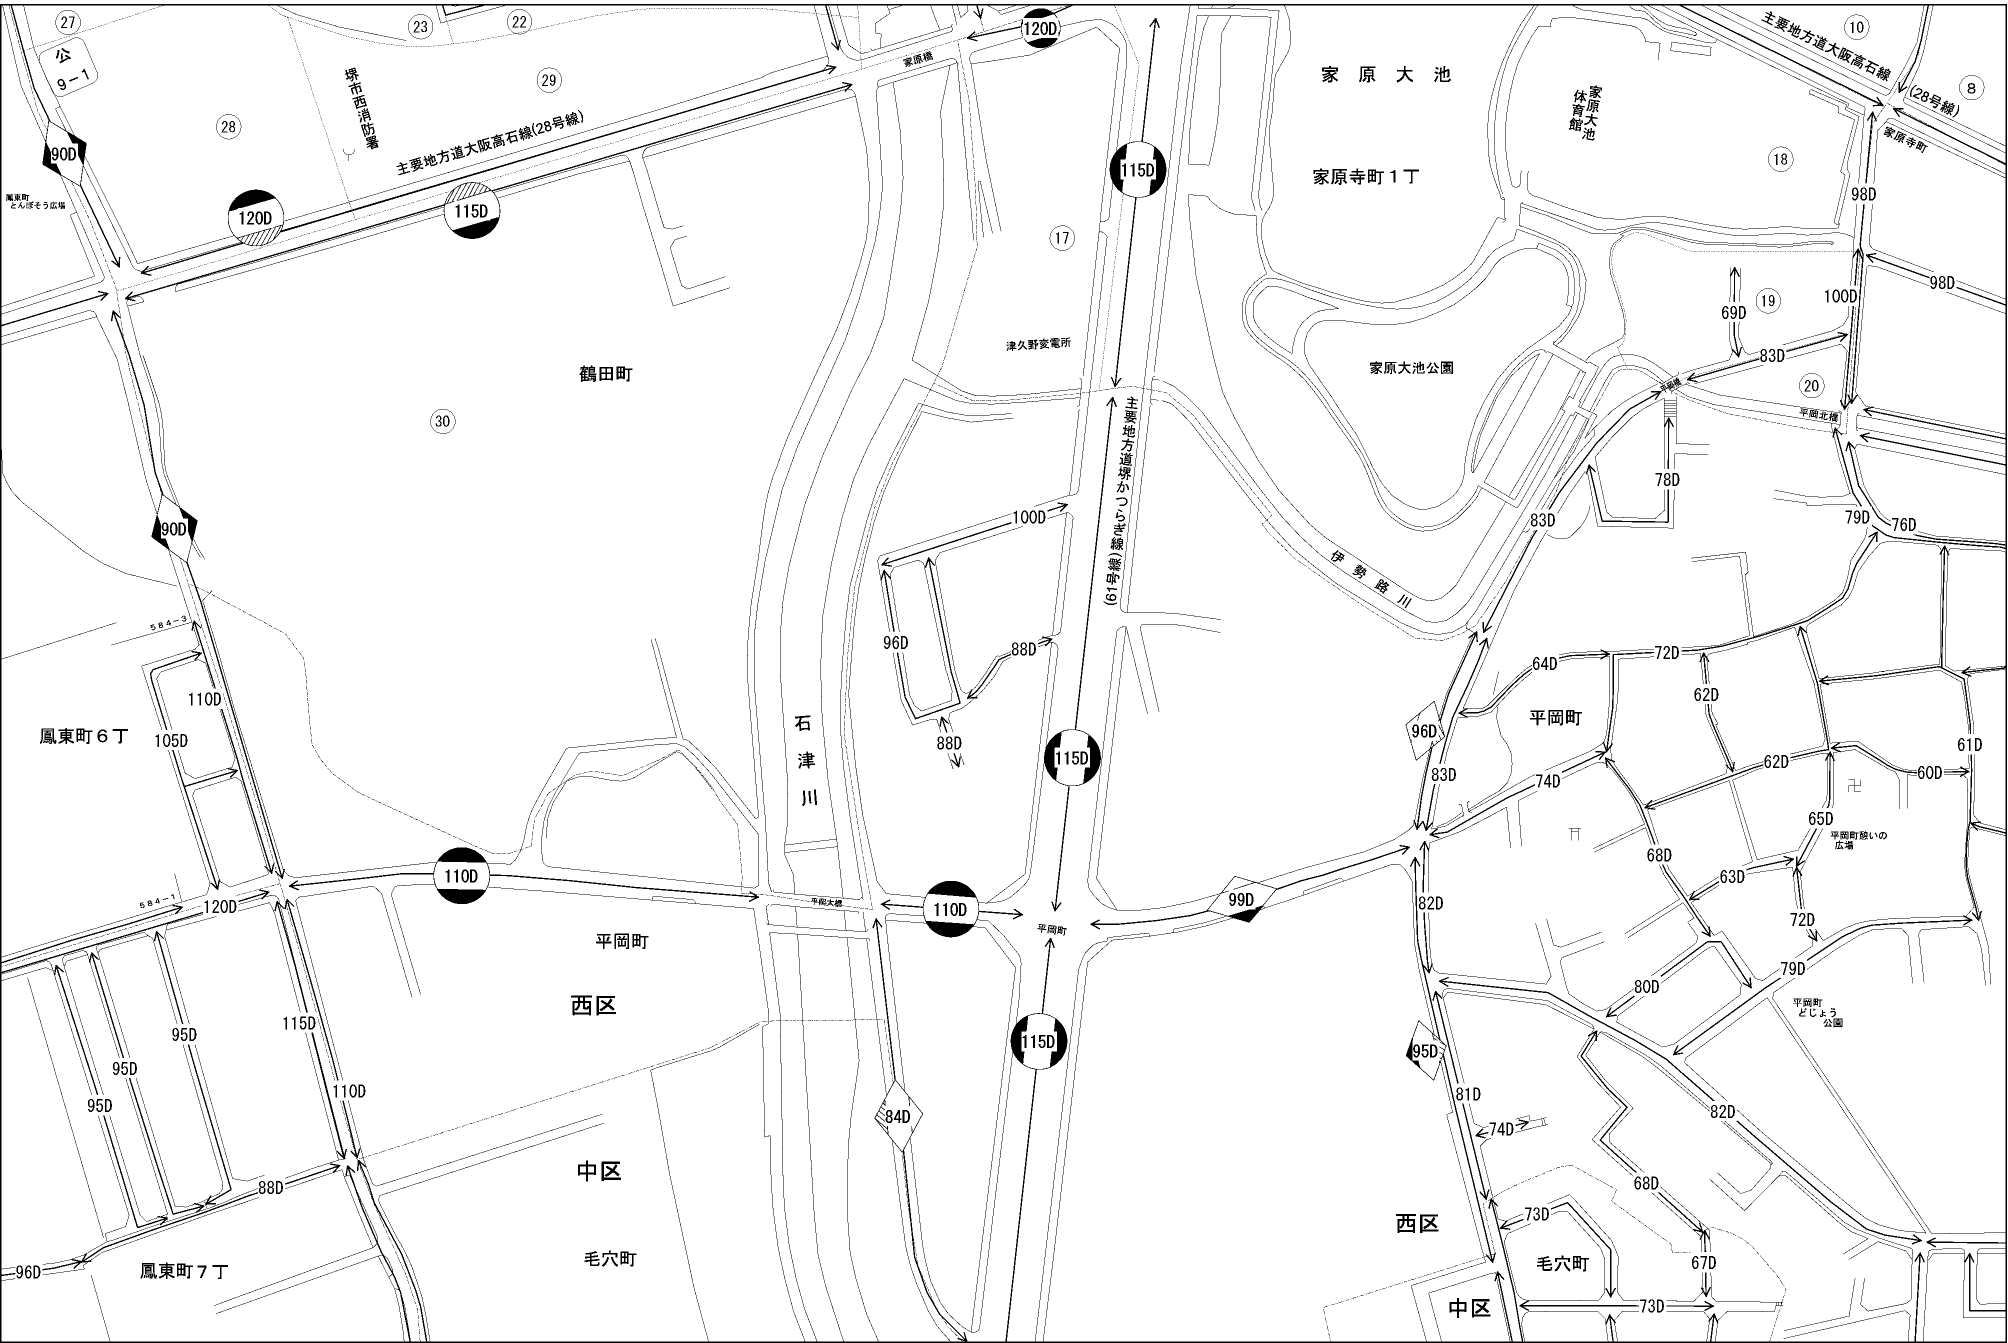 27
23
22
10
8
公
9-1
29
28
堺市西消防署
主要地方道大阪高石線(28号線)
家原橋
120D
家原大池
家原大池
体育館
主要地方道大阪高石線
(28号線)
家原寺町
18
90D
鳳東町
とんぼそう広場
120D
115D
115D
家原寺町1丁
98D
17
98D
100D
19
69D
83D
津久野変電所
家原大池公園
平岡橋
20
平岡北橋
鶴田町
30
主要地方道堺かつらぎ線(61号線)
78D
90D
100D
83D
79D
76D
伊勢路川
584-3
96D
88D
64D
72D
62D
110D
105D
鳳東町6丁
石津川
88D
115D
96D
83D
平岡町
74D
62D
61D
60D
65D
平岡町憩いの
広場
68D
63D
110D
584-1
120D
平岡大橋
110D
平岡町
99D
82D
72D
79D
平岡町
西区
80D
平岡町
どじょう
公園
115D
95D
95D
95D
110D
115D
95D
81D
84D
74D
82D
中区
88D
68D
西区
73D
毛穴町
鳳東町7丁
96D
毛穴町
67D
中区
73D